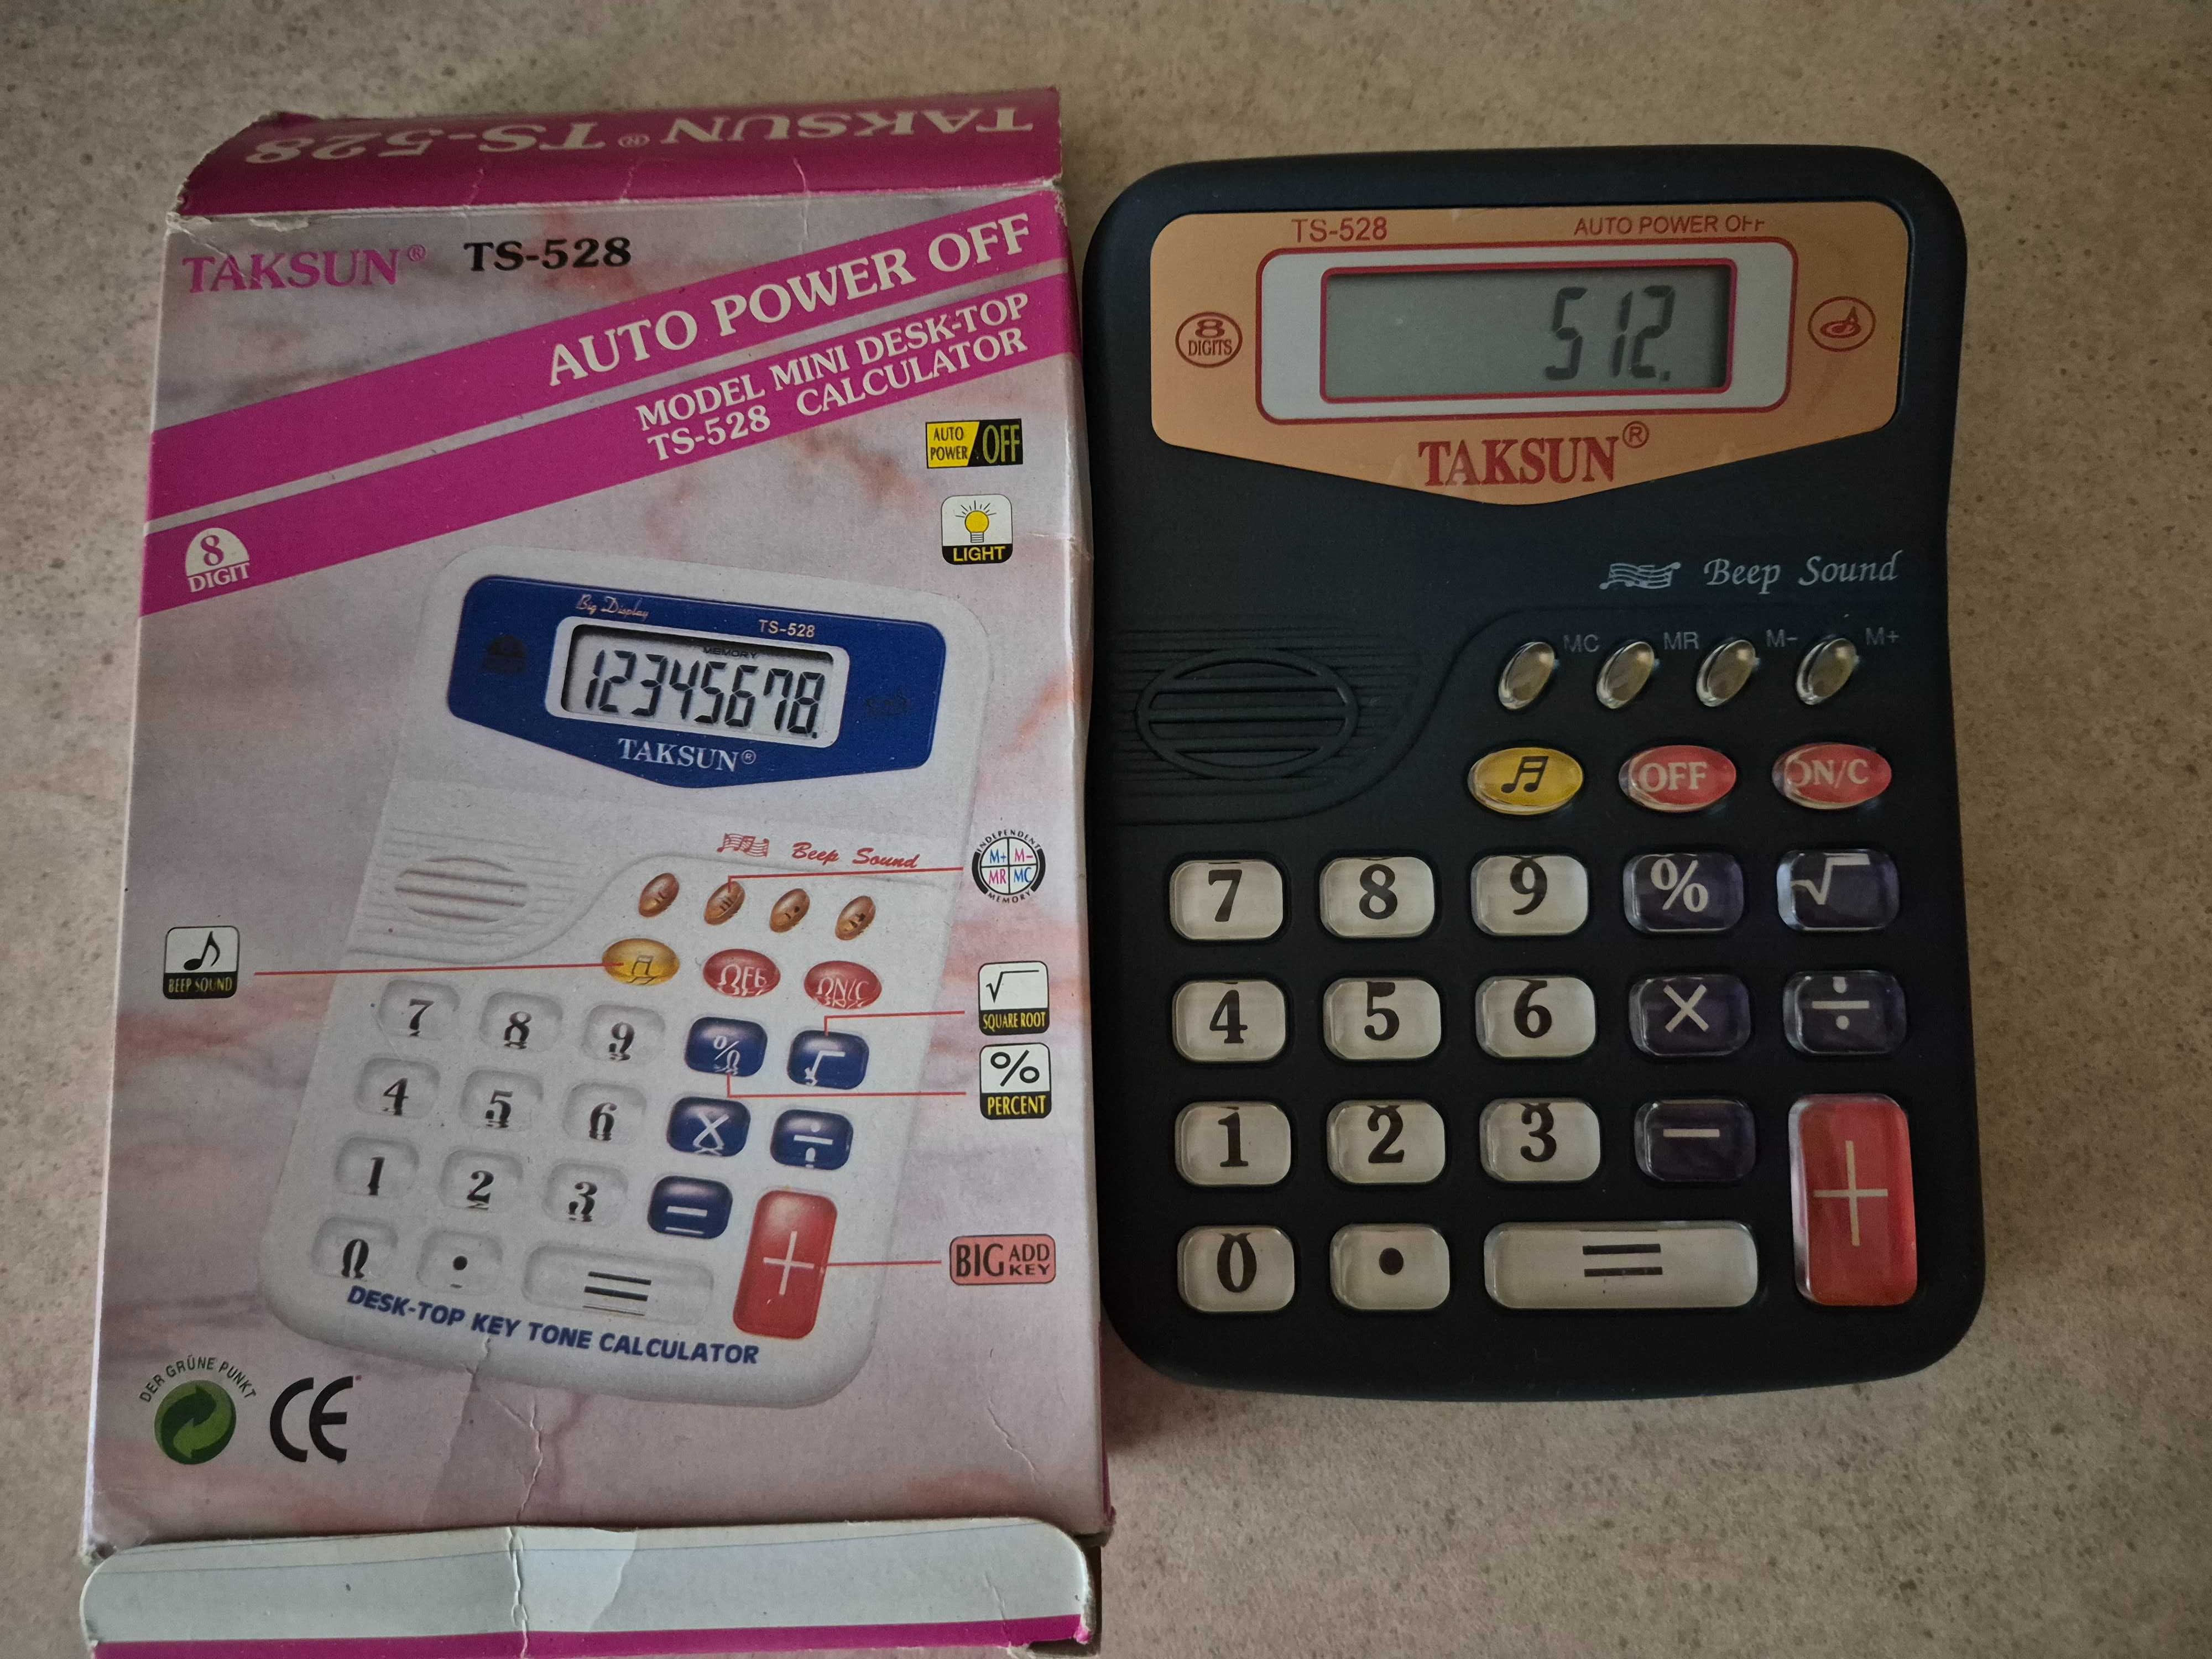 TAKSUN® TS-528
TAKSUN® TS-528
AUTO POWER OFF
MODEL MINI DESK-TOP
TS-528 CALCULATOR
8
DIGIT
AUTO
POWER
OFF
LIGHT
Big Display
TS-528
MEMORY
12345678.
TAKSUN®
Beep Sound
INDEPENDENT
M+ M-
MR MC
MEMORY
BEEP SOUND
OFF
ON/C
7 8 9 % √
SQUARE ROOT
4 5 6 × ÷
%
PERCENT
1 2 3 − +
0 . =
BIG ADD
KEY
DESK-TOP KEY TONE CALCULATOR
DER GRÜNE PUNKT
CE
TS-528 AUTO POWER OFF
8
DIGITS
512.
TAKSUN®
Beep Sound
MC MR M- M+
OFF ON/C
7 8 9 % √
4 5 6 × ÷
1 2 3 − +
0 . =